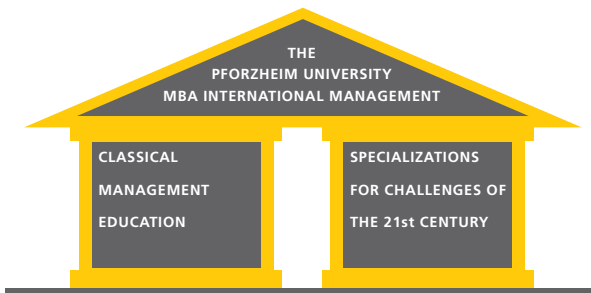 THE
PFORZHEIM UNIVERSITY
MBA INTERNATIONAL MANAGEMENT
CLASSICAL
MANAGEMENT
EDUCATION
SPECIALIZATIONS
FOR CHALLENGES OF
THE 21st CENTURY